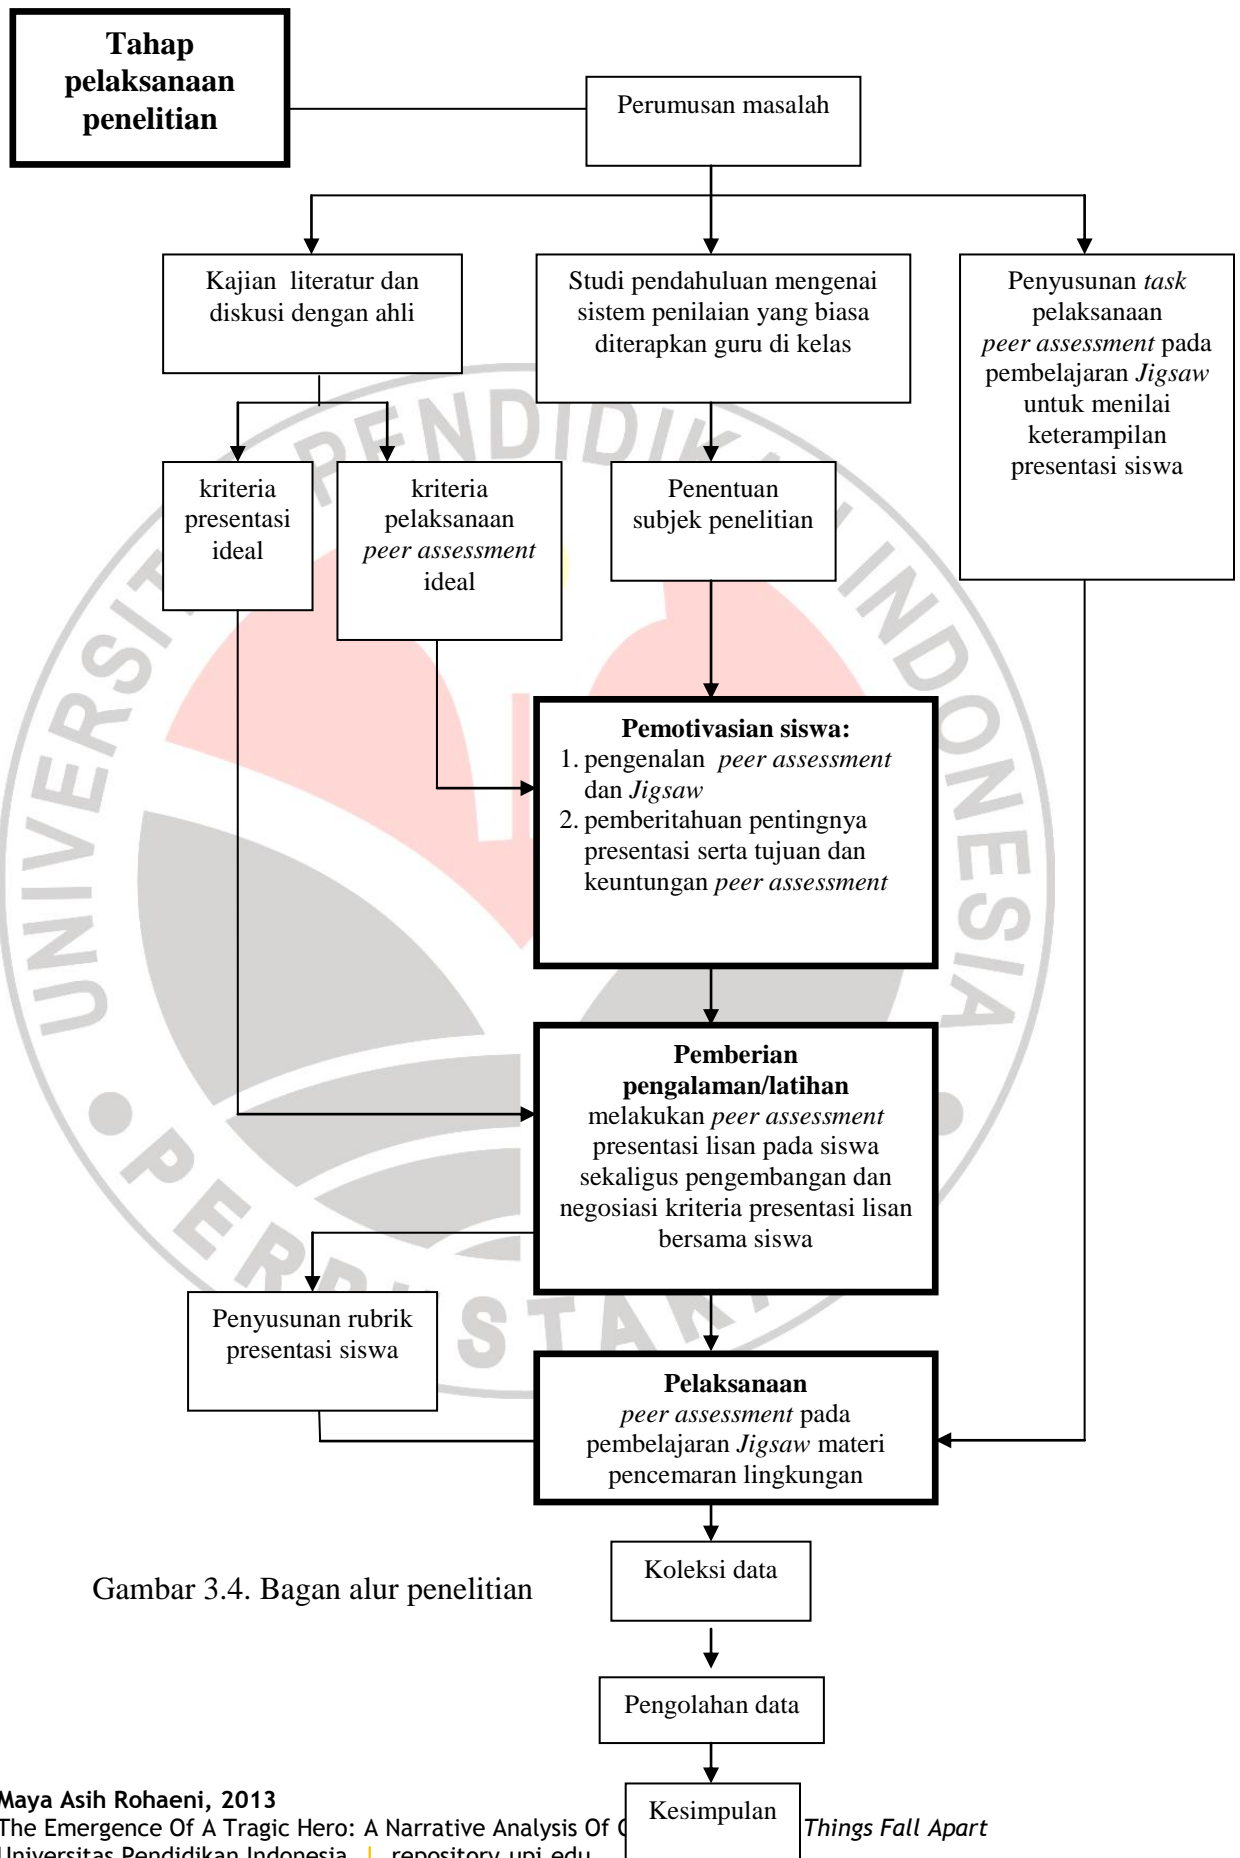 Tahap
pelaksanaan
penelitian
Perumusan masalah
Kajian literatur dan
diskusi dengan ahli
Studi pendahuluan mengenai
sistem penilaian yang biasa
diterapkan guru di kelas
Penyusunan task
pelaksanaan
peer assessment pada
pembelajaran Jigsaw
untuk menilai
keterampilan
presentasi siswa
kriteria
presentasi
ideal
kriteria
pelaksanaan
peer assessment
ideal
Penentuan
subjek penelitian
Pemotivasian siswa:
1. pengenalan peer assessment
dan Jigsaw
2. pemberitahuan pentingnya
presentasi serta tujuan dan
keuntungan peer assessment
Pemberian
pengalaman/latihan
melakukan peer assessment
presentasi lisan pada siswa
sekaligus pengembangan dan
negosiasi kriteria presentasi lisan
bersama siswa
Penyusunan rubrik
presentasi siswa
Pelaksanaan
peer assessment pada
pembelajaran Jigsaw materi
pencemaran lingkungan
Koleksi data
Gambar 3.4. Bagan alur penelitian
Pengolahan data
Kesimpulan
Maya Asih Rohaeni, 2013
The Emergence Of A Tragic Hero: A Narrative Analysis Of Things Fall Apart
Universitas Pendidikan Indonesia | repository.upi.edu